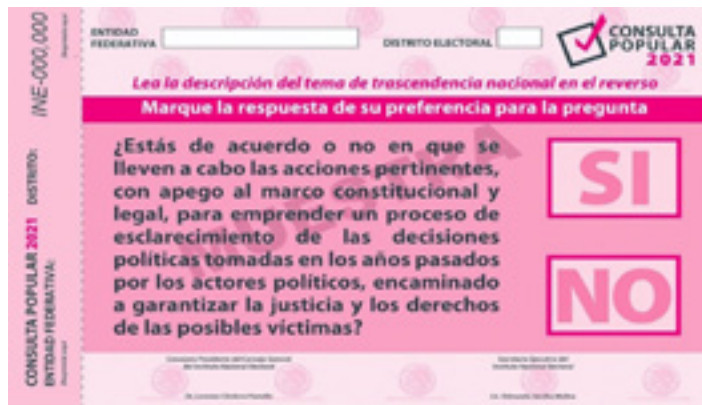 INE-000,000
CONSULTA POPULAR 2021 DISTRITO:
ENTIDAD FEDERATIVA:
ENTIDAD
FEDERATIVA
DISTRITO ELECTORAL
CONSULTA
POPULAR
2021
Lea la descripción del tema de trascendencia nacional en el reverso
Marque la respuesta de su preferencia para la pregunta
¿Estás de acuerdo o no en que se
lleven a cabo las acciones pertinentes,
con apego al marco constitucional y
legal, para emprender un proceso de
esclarecimiento de las decisiones
políticas tomadas en los años pasados
por los actores políticos, encaminado
a garantizar la justicia y los derechos
de las posibles víctimas?
SI
NO
MUESTRA